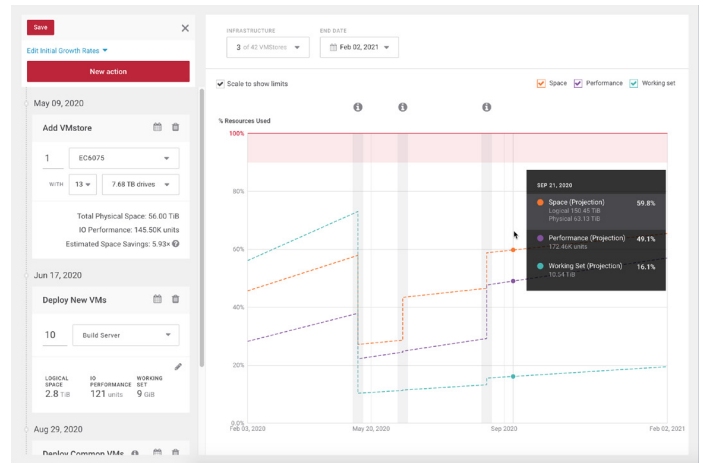 Save
Edit Initial Growth Rates
New action
May 09, 2020
Add VMstore
1 EC6075
WITH 13 7.68 TB drives
Total Physical Space: 56.00 TiB
IO Performance: 145.50K units
Estimated Space Savings: 5.93×
Jun 17, 2020
Deploy New VMs
10 Build Server
LOGICAL SPACE IO PERFORMANCE WORKING SET
2.8 TiB 121 units 9 GiB
Aug 29, 2020
Deploy Common VMs
INFRASTRUCTURE END DATE
3 of 42 VMStores Feb 02, 2021
Scale to show limits
Space Performance Working set
% Resources Used
100%
80%
60%
40%
20%
0.0%
Feb 03, 2020 May 20, 2020 Sep 2020 Feb 02, 2021
SEP 21, 2020
Space (Projection) 59.8%
Logical 150.45 TiB
Physical 63.13 TiB
Performance (Projection) 49.1%
172.46K units
Working Set (Projection) 16.1%
10.54 TiB